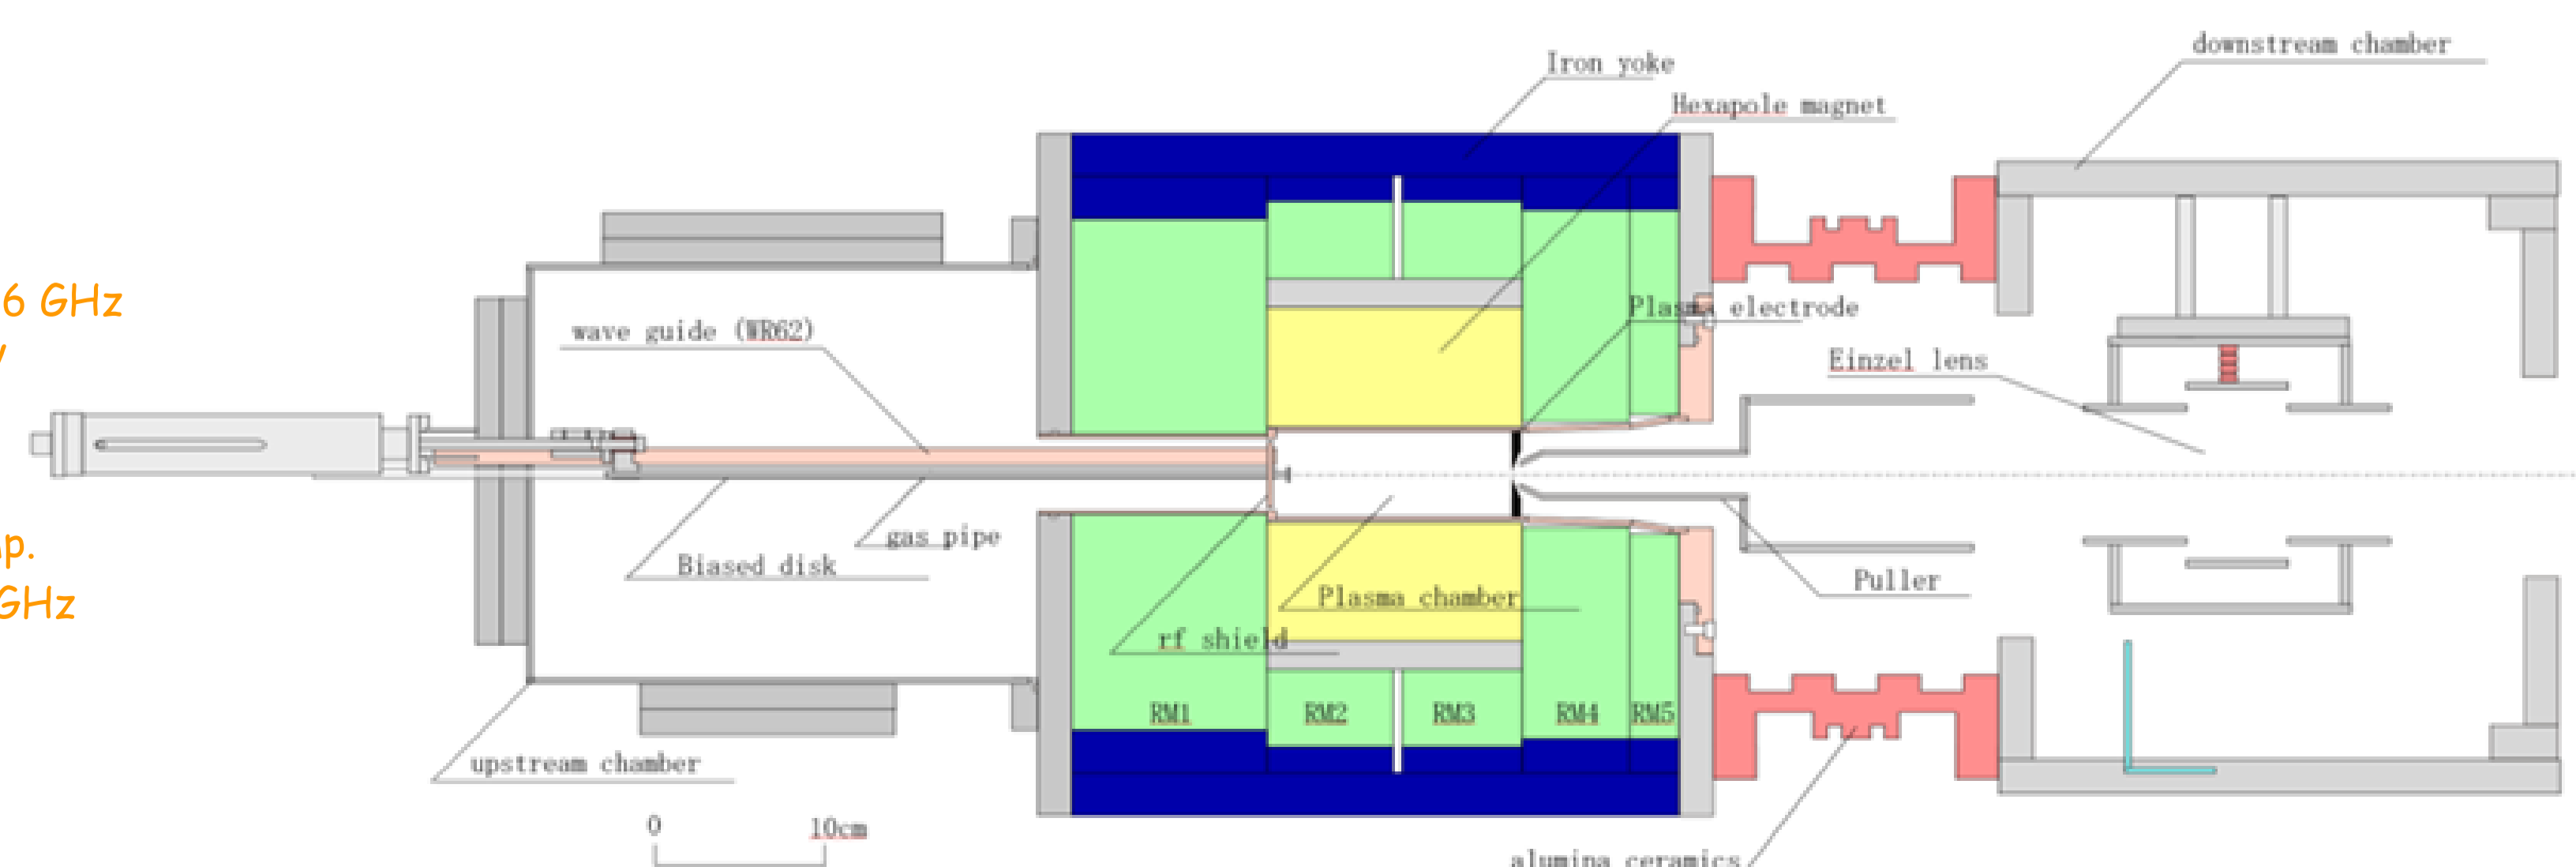 downstream chamber
Iron yoke
Hexapole magnet
6 GHz
Plasma electrode
wave guide (WR62)
Einzel lens
gas pipe
Biased disk
Puller
Plasma chamber
GHz
rf shield
RM1
RM2
RM3
RM4
RM5
upstream chamber
0
10cm
alumina ceramics